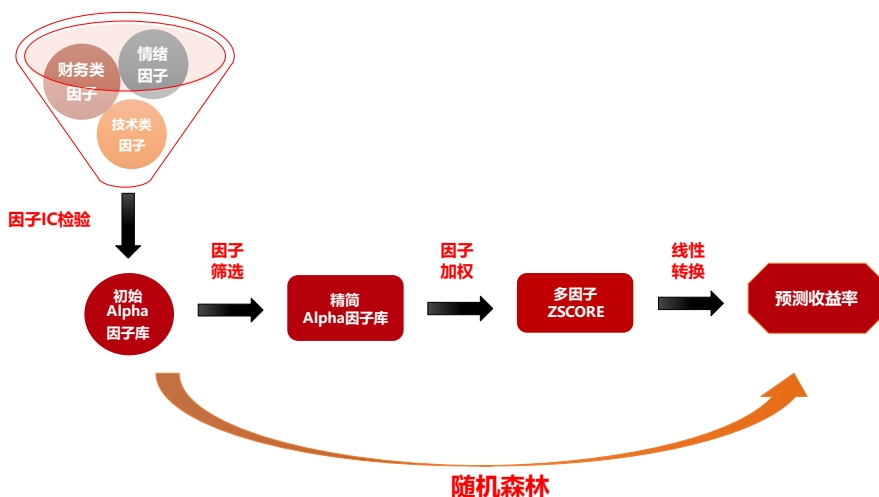 财务类
因子
情绪
因子
技术类
因子
因子IC检验
初始
Alpha
因子库
因子
筛选
精简
Alpha因子库
因子
加权
多因子
ZSCORE
线性
转换
预测收益率
随机森林